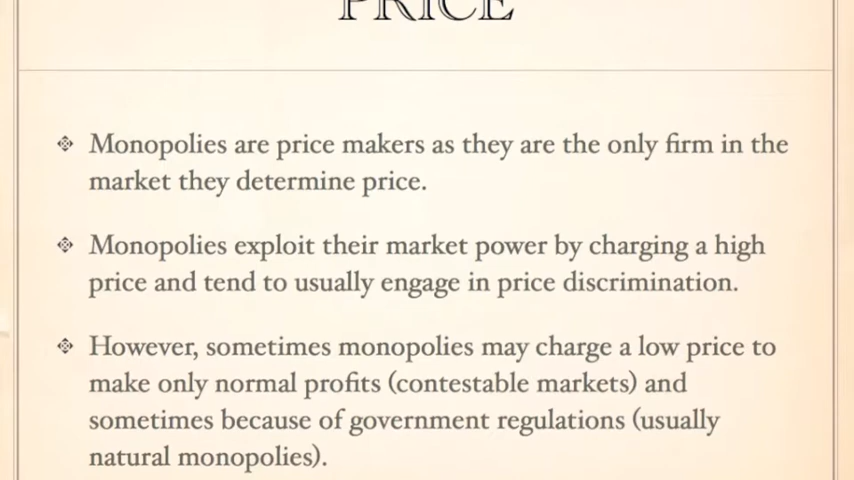 PRICE
Monopolies are price makers as they are the only firm in the
market they determine price.
Monopolies exploit their market power by charging a high
price and tend to usually engage in price discrimination.
However, sometimes monopolies may charge a low price to
make only normal profits (contestable markets) and
sometimes because of government regulations (usually
natural monopolies).